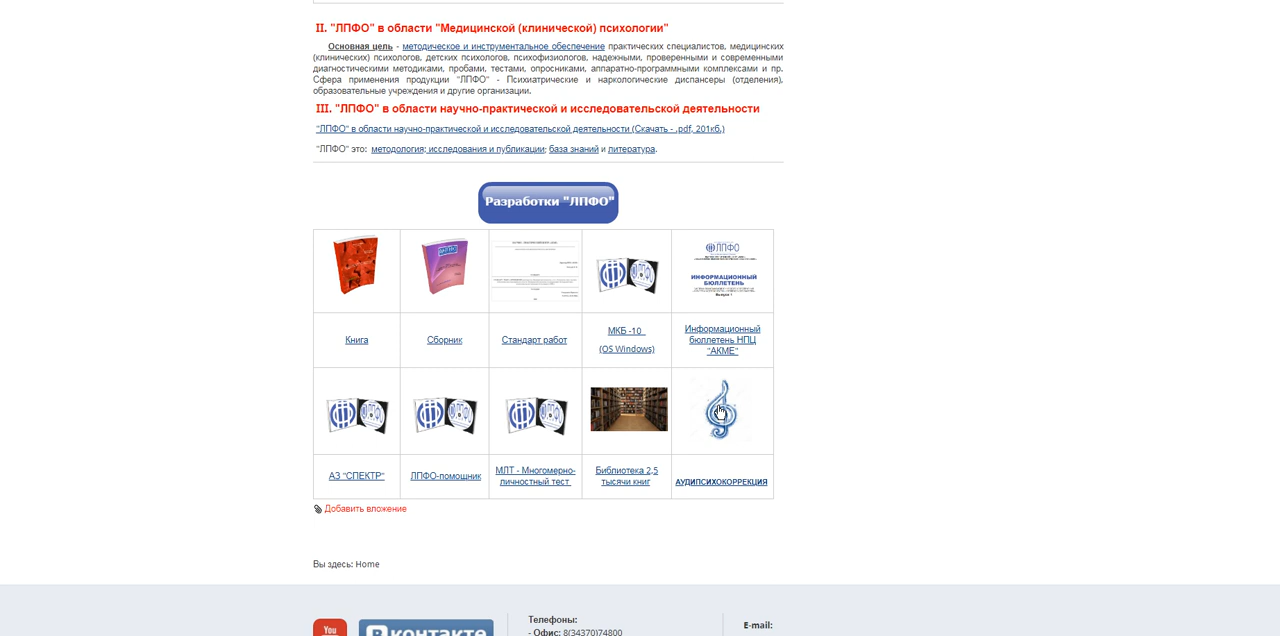 II. "ЛПФО" в области "Медицинской (клинической) психологии"
Основная цель - методическое и инструментальное обеспечение практических специалистов, медицинских
(клинических) психологов, детских психологов, психофизиологов, надежными, проверенными и современными
диагностическими методиками, пробами, тестами, опросниками, аппаратно-программными комплексами и пр.
Сфера применения продукции "ЛПФО" - Психиатрические и наркологические диспансеры (отделения),
образовательные учреждения и другие организации.
III. "ЛПФО" в области научно-практической и исследовательской деятельности
"ЛПФО" в области научно-практической и исследовательской деятельности (Скачать - .pdf, 201кб.)
"ЛПФО" это: методология; исследования и публикации; база знаний и литература.
Разработки "ЛПФО"
ЛПФО
ИНФОРМАЦИОННЫЙ
БЮЛЛЕТЕНЬ
Выпуск 1
Книга
Сборник
Стандарт работ
МКБ -10
(OS Windows)
Информационный
бюллетень НПЦ
"АКМЕ"
АЗ "СПЕКТР"
ЛПФО-помощник
МЛТ - Многомерно-
личностный тест
Библиотека 2,5
тысячи книг
АУДИПСИХОКОРРЕКЦИЯ
Добавить вложение
Вы здесь: Home
You
Вконтакте
Телефоны:
- Офис: 8(34370)74800
E-mail: